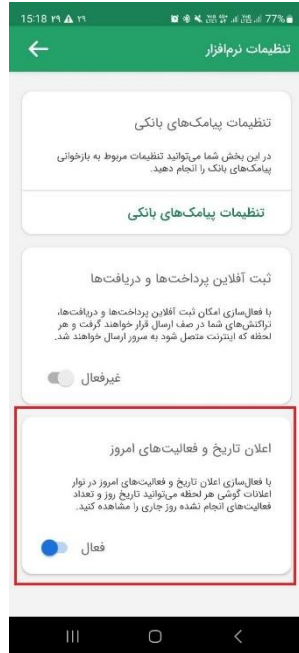 15:18 ۲۹ ۲۹ 77%
تنظیمات نرم‌افزار
تنظیمات پیامک‌های بانکی
در این بخش شما می‌توانید تنظیمات مربوط به بازخوانی
پیامک‌های بانک را انجام دهید.
تنظیمات پیامک‌های بانکی
ثبت آفلاین پرداخت‌ها و دریافت‌ها
با فعال‌سازی امکان ثبت آفلاین پرداخت‌ها و دریافت‌ها،
تراکنش‌های شما در صف ارسال قرار خواهند گرفت و هر
لحظه که اینترنت متصل شود به سرور ارسال خواهند شد.
غیرفعال
اعلان تاریخ و فعالیت‌های امروز
با فعال‌سازی اعلان تاریخ و فعالیت‌های امروز در نوار
اعلانات گوشی هر لحظه می‌توانید تاریخ روز و تعداد
فعالیت‌های انجام نشده روز جاری را مشاهده کنید.
فعال